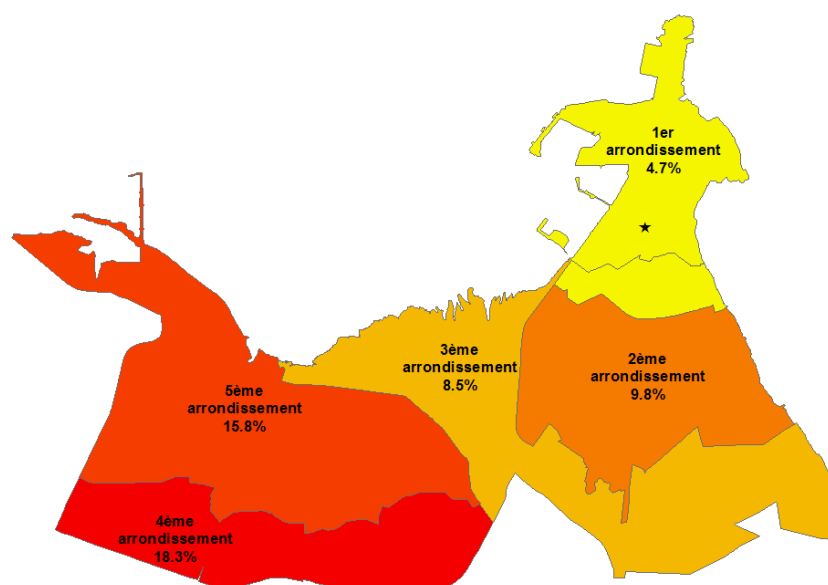 1er
arrondissement
4.7%
3ème
arrondissement
8.5%
2ème
arrondissement
9.8%
5ème
arrondissement
15.8%
4ème
arrondissement
18.3%